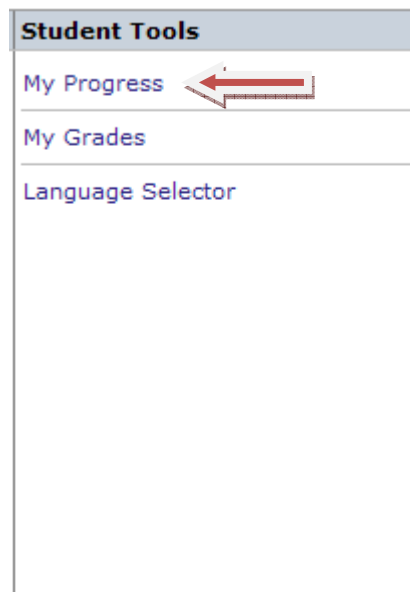 Student Tools
My Progress
My Grades
Language Selector